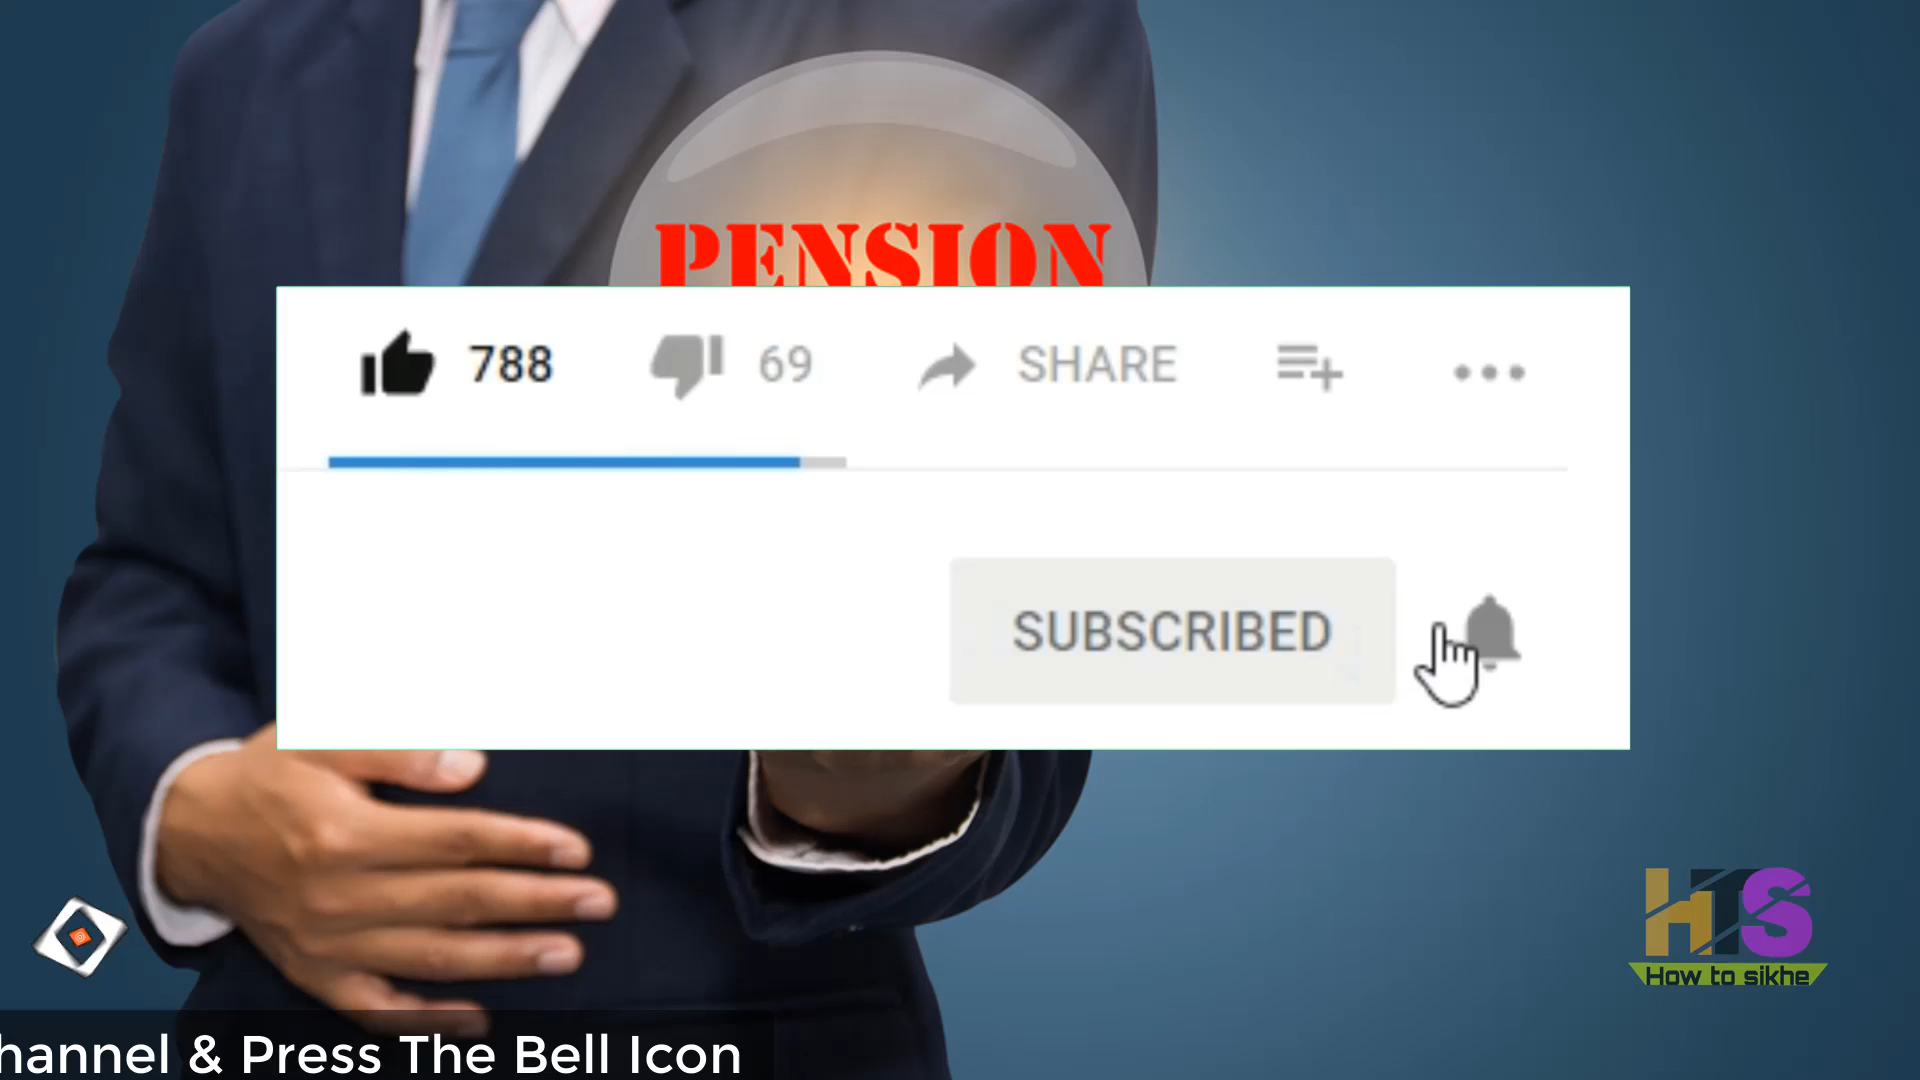 PENSION
788 69 SHARE
SUBSCRIBED
HTS
How to sikhe
hannel & Press The Bell Icon